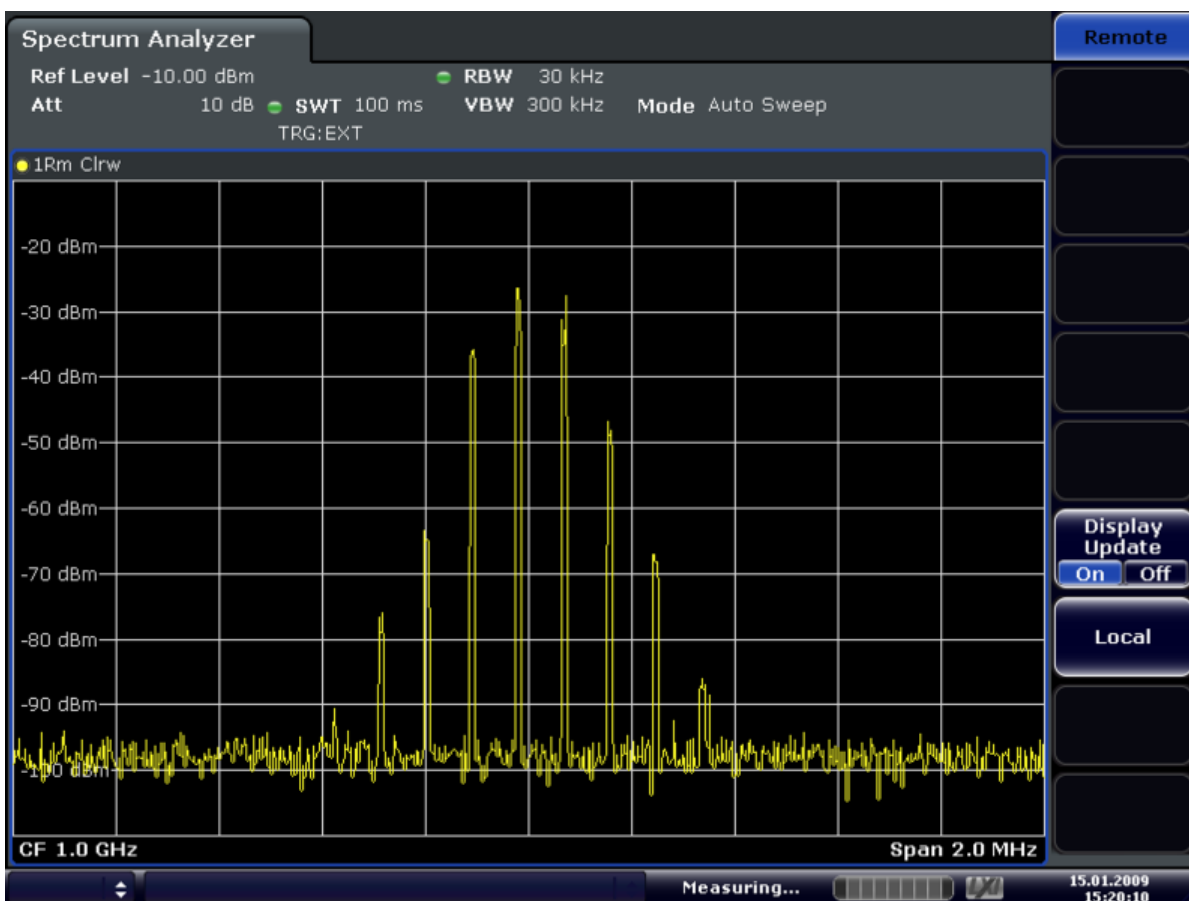 Spectrum Analyzer
Remote
Ref Level -10.00 dBm
RBW 30 kHz
Att 10 dB SWT 100 ms VBW 300 kHz Mode Auto Sweep
TRG:EXT
1Rm Clrw
-20 dBm
-30 dBm
-40 dBm
-50 dBm
-60 dBm
-70 dBm
-80 dBm
-90 dBm
-100 dBm
Display
Update
On Off
Local
CF 1.0 GHz
Span 2.0 MHz
Measuring...
LXI
15.01.2009
15:20:10